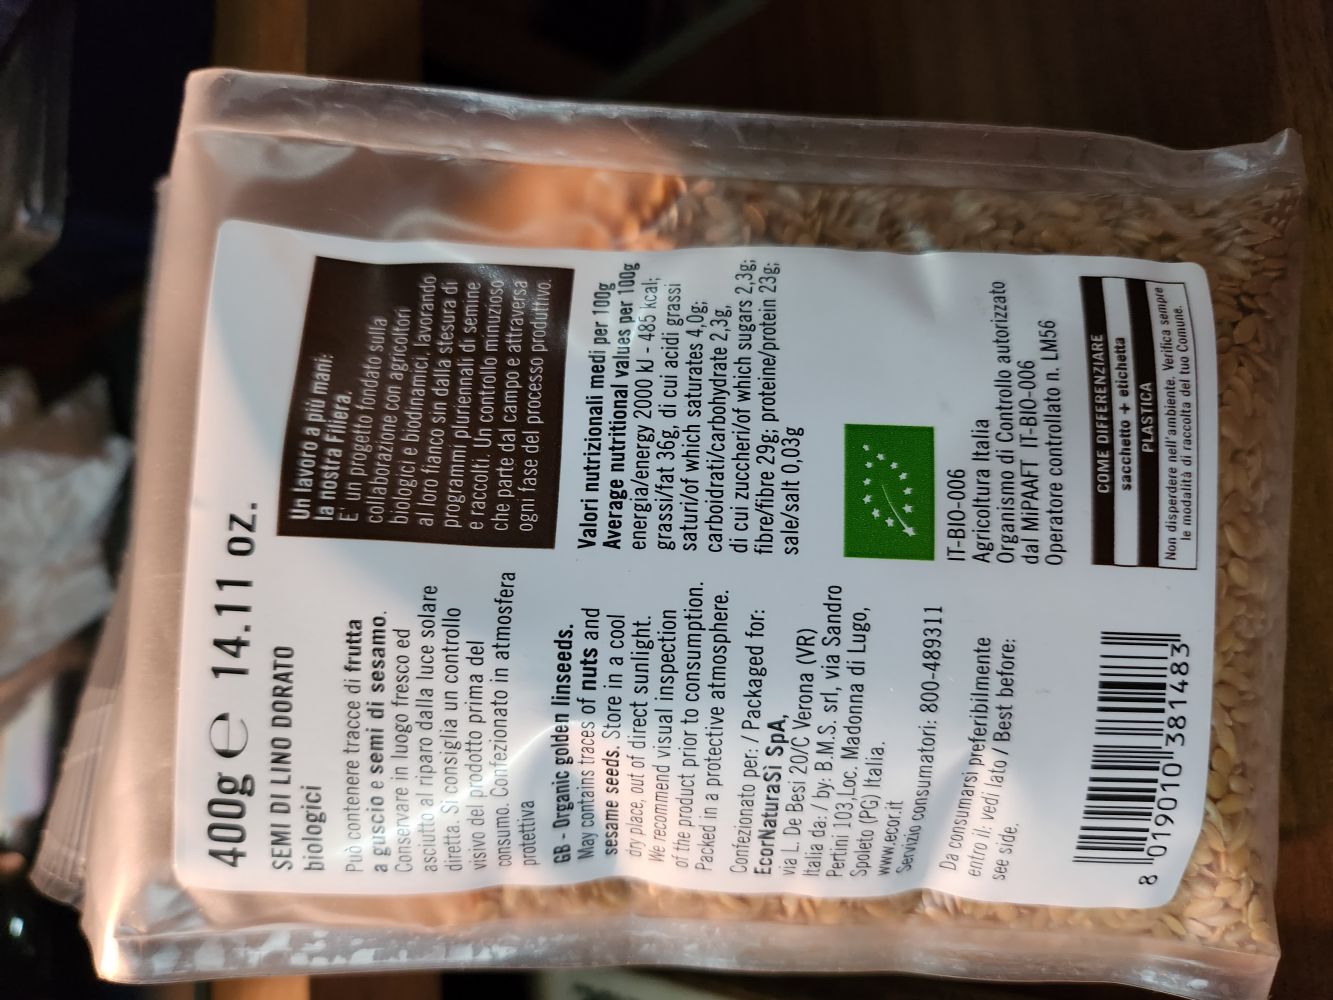 400g e 14.11 oz.
SEMI DI LINO DORATO
biologici
Può contenere tracce di frutta
a guscio e semi di sesamo.
Conservare in luogo fresco ed
asciutto al riparo dalla luce solare
diretta. Si consiglia un controllo
visivo del prodotto prima del
consumo. Confezionato in atmosfera
protettiva
GB - Organic golden linseeds.
May contains traces of nuts and
sesame seeds. Store in a cool
dry place, out of direct sunlight.
We recommend visual inspection
of the product prior to consumption.
Packed in a protective atmosphere.
Confezionato per: / Packaged for:
EcorNaturaSì SpA,
via L. De Besi 20/C Verona (VR)
Italia da: / by: B.M.S. srl, via Sandro
Pertini 103, Loc. Madonna di Lugo,
Spoleto (PG) Italia.
www.ecor.it
Servizio consumatori: 800-489311
Da consumarsi preferibilmente
entro il: vedi lato / Best before:
see side.
8 019010 381483
Un lavoro a più mani:
la nostra Filiera.
E' un progetto fondato sulla
collaborazione con agricoltori
biologici e biodinamici, lavorando
al loro fianco sin dalla stesura di
programmi pluriennali di semine
e raccolti. Un controllo minuzioso
che parte dal campo e attraversa
ogni fase del processo produttivo.
Valori nutrizionali medi per 100g
Average nutritional values per 100g
energia/energy 2000 kJ - 485 kcal;
grassi/fat 36g, di cui acidi grassi
saturi/of which saturates 4,0g;
carboidrati/carbohydrate 2,3g,
di cui zuccheri/of which sugars 2,3g;
fibre/fibre 29g; proteine/protein 23g;
sale/salt 0,03g
IT-BIO-006
Agricoltura Italia
Organismo di Controllo autorizzato
dal MIPAAFT IT-BIO-006
Operatore controllato n. LM56
COME DIFFERENZIARE
sacchetto + etichetta
PLASTICA
Non disperdere nell'ambiente. Verifica sempre
le modalità di raccolta del tuo Comune.